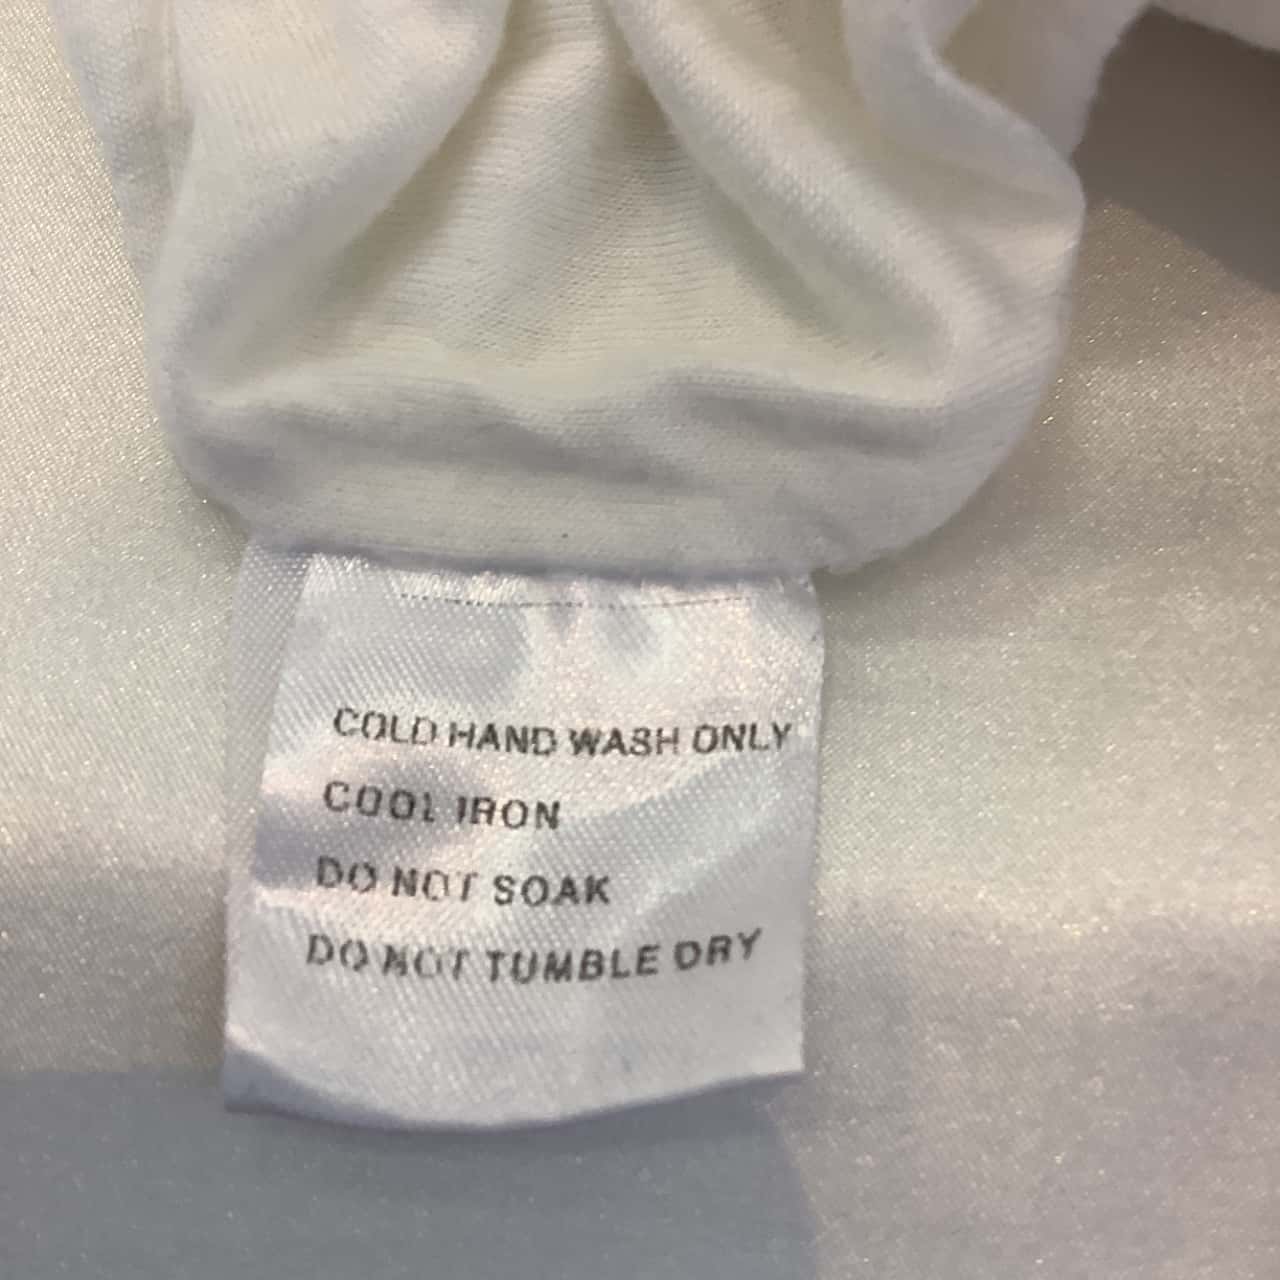 COLD HAND WASH ONLY
COOL IRON
DO NOT SOAK
DO NOT TUMBLE DRY